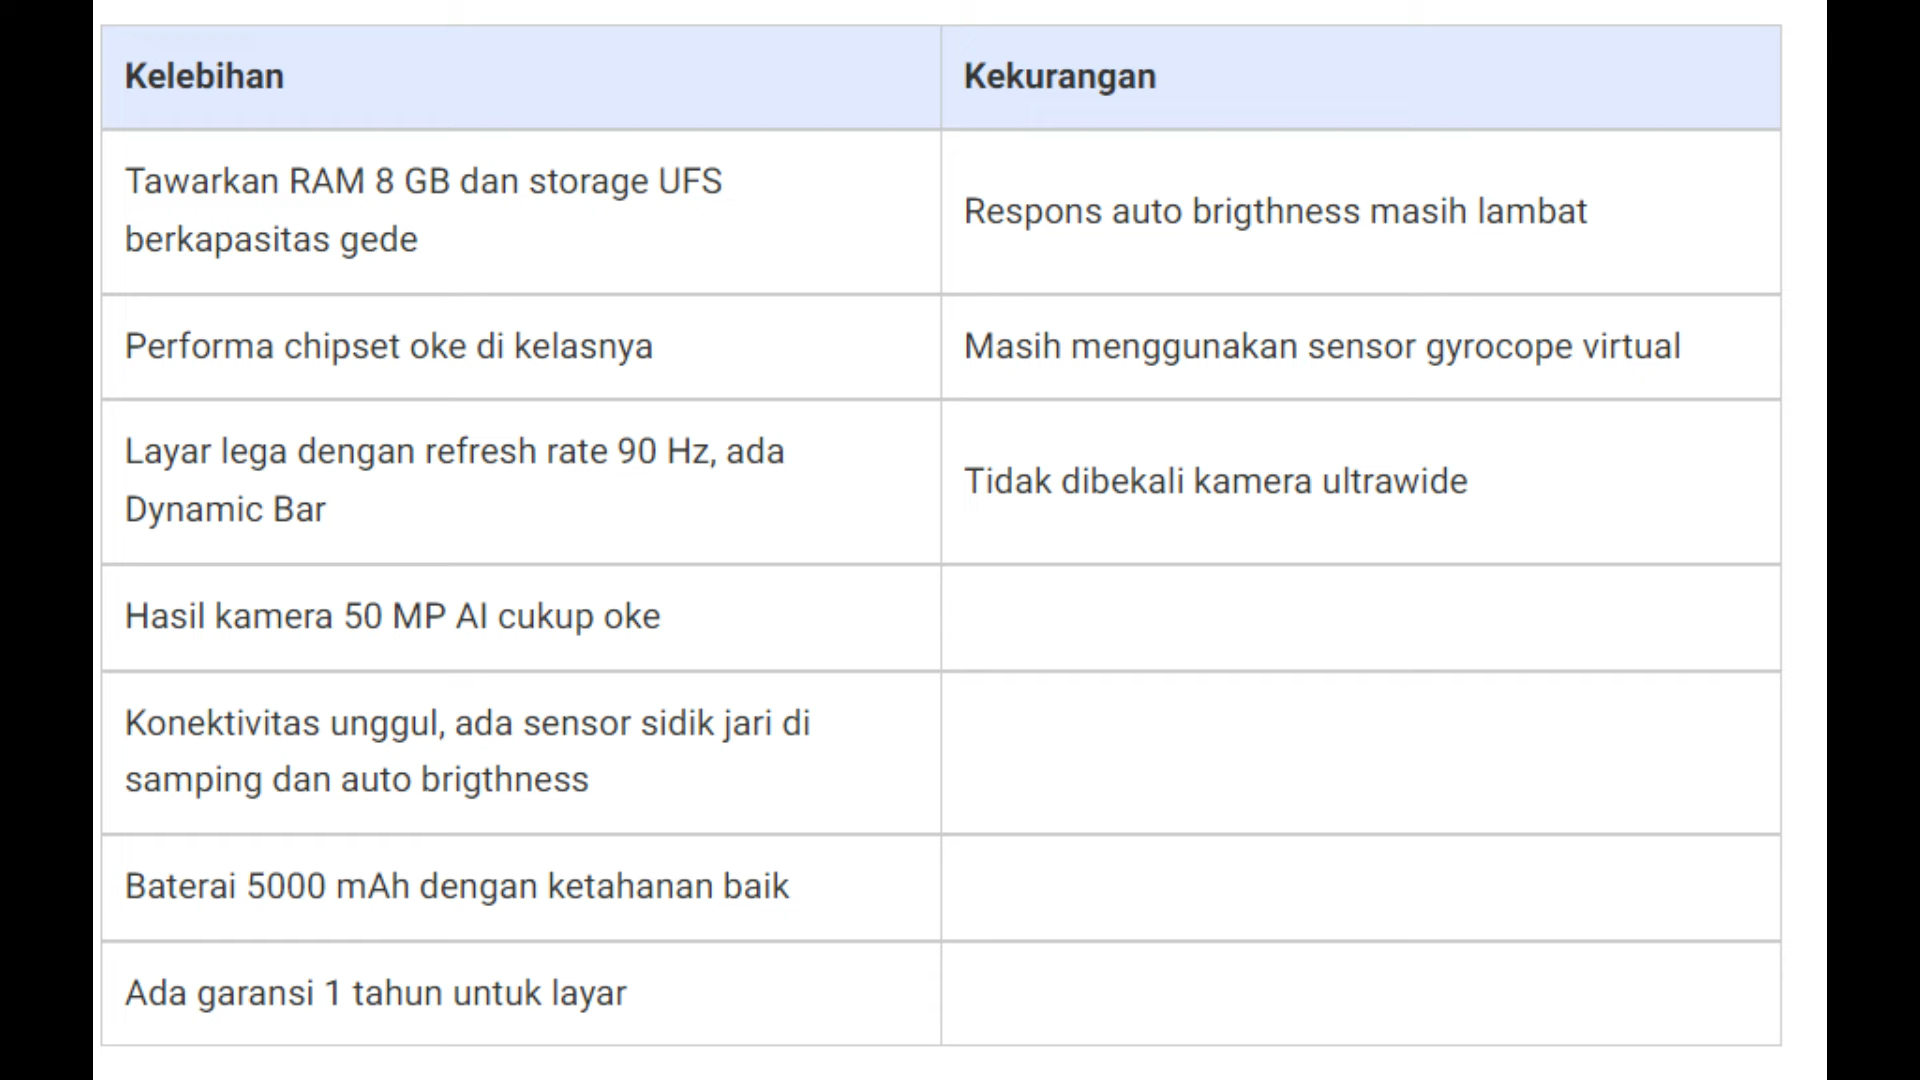 Kelebihan
Kekurangan
Tawarkan RAM 8 GB dan storage UFS
berkapasitas gede
Respons auto brigthness masih lambat
Performa chipset oke di kelasnya
Masih menggunakan sensor gyrocope virtual
Layar lega dengan refresh rate 90 Hz, ada
Dynamic Bar
Tidak dibekali kamera ultrawide
Hasil kamera 50 MP AI cukup oke
Konektivitas unggul, ada sensor sidik jari di
samping dan auto brigthness
Baterai 5000 mAh dengan ketahanan baik
Ada garansi 1 tahun untuk layar